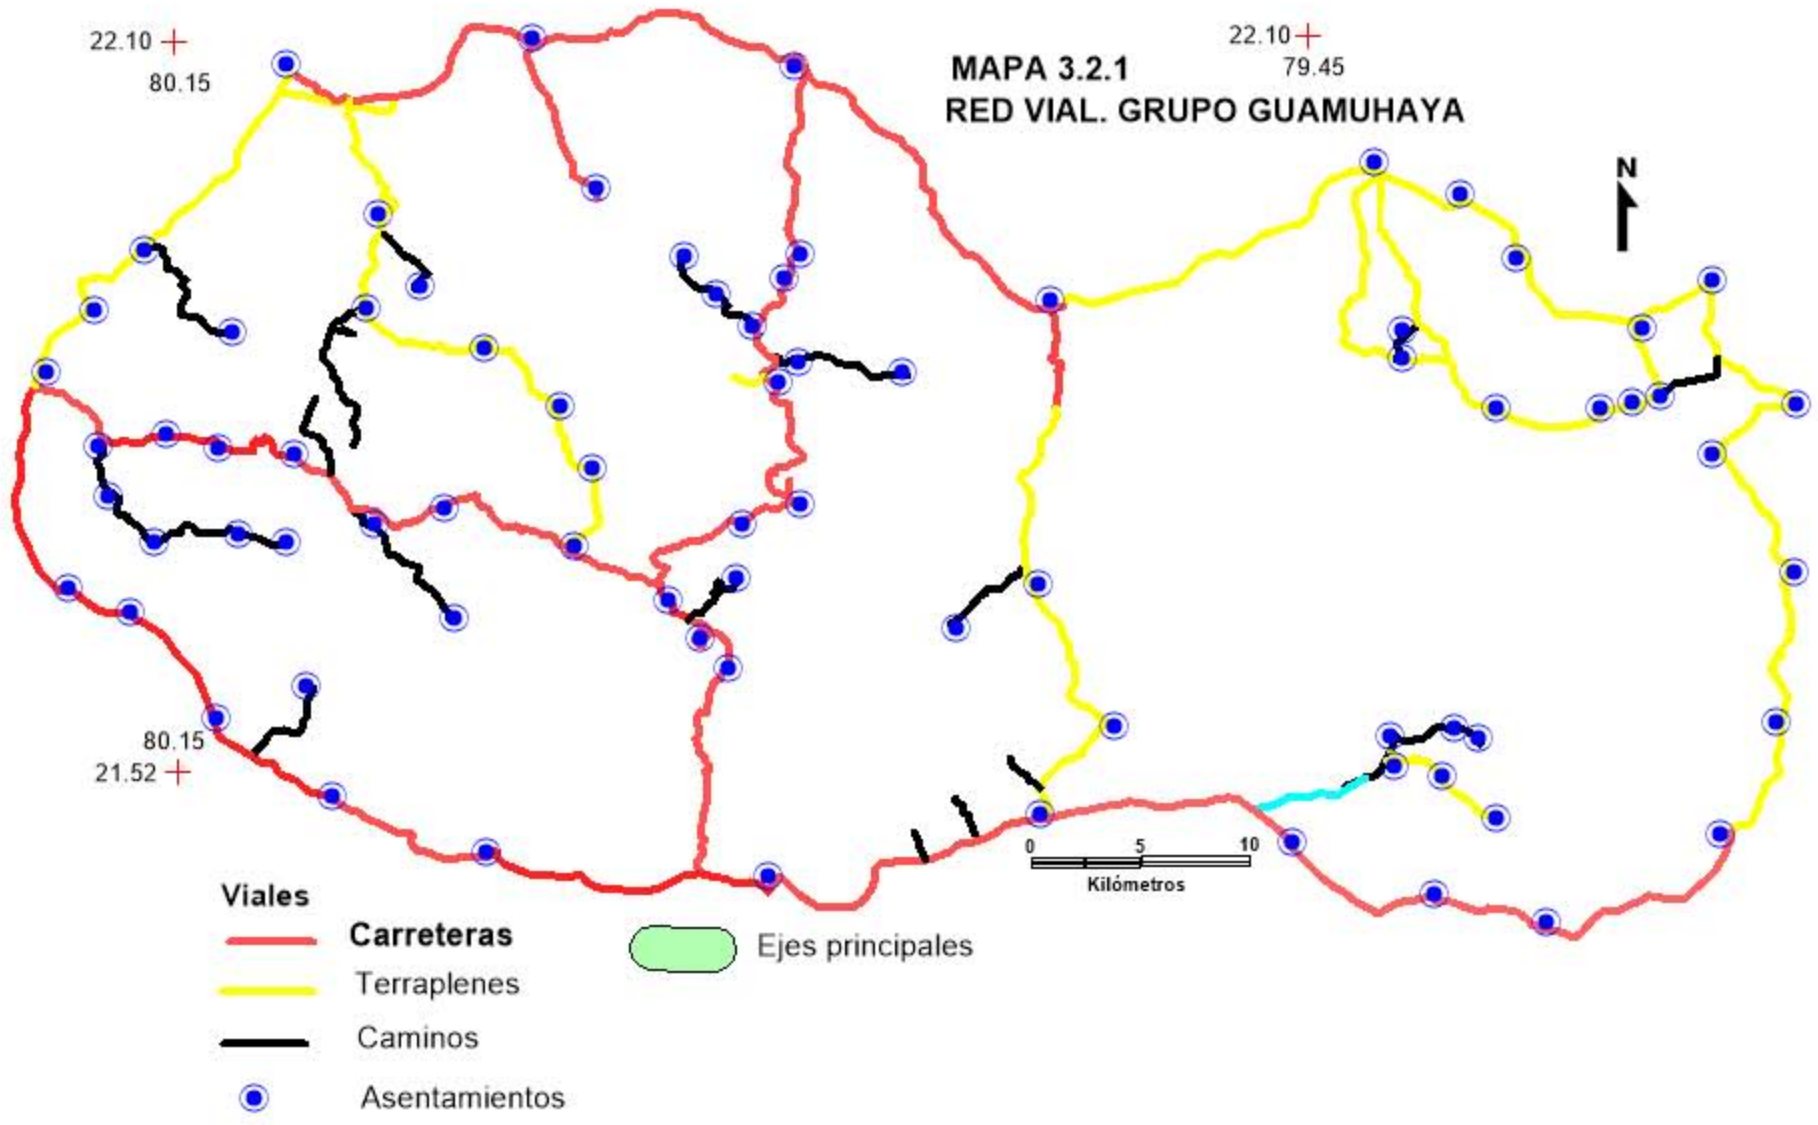 22.10
80.15
22.10
79.45
MAPA 3.2.1
RED VIAL. GRUPO GUAMUHAYA
N
80.15
21.52
0 5 10
Kilómetros
Viales
Carreteras
Ejes principales
Terraplenes
Caminos
Asentamientos